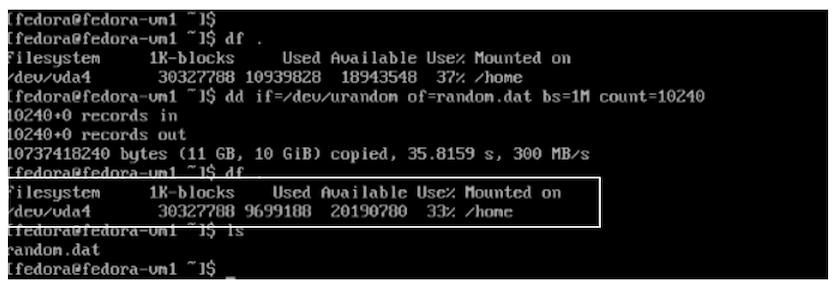 [fedora@fedora-vm1 ~]$
[fedora@fedora-vm1 ~]$ df .
Filesystem     1K-blocks     Used Available Use% Mounted on
/dev/vda4       30327788 10939828  18943548  37% /home
[fedora@fedora-vm1 ~]$ dd if=/dev/urandom of=random.dat bs=1M count=10240
10240+0 records in
10240+0 records out
10737418240 bytes (11 GB, 10 GiB) copied, 35.8159 s, 300 MB/s
[fedora@fedora-vm1 ~]$ df .
Filesystem     1K-blocks    Used Available Use% Mounted on
/dev/vda4       30327788 9699188  20190780  33% /home
[fedora@fedora-vm1 ~]$ ls
random.dat
[fedora@fedora-vm1 ~]$ _